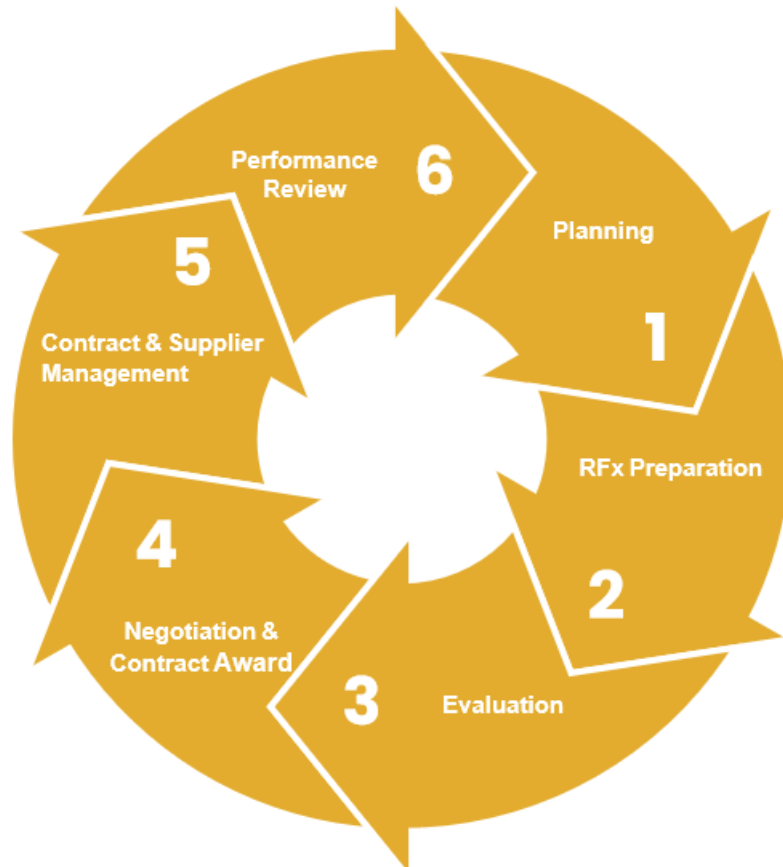 Planning
1
RFx Preparation
2
Evaluation
3
Negotiation &
Contract Award
4
Contract & Supplier
Management
5
Performance
Review
6